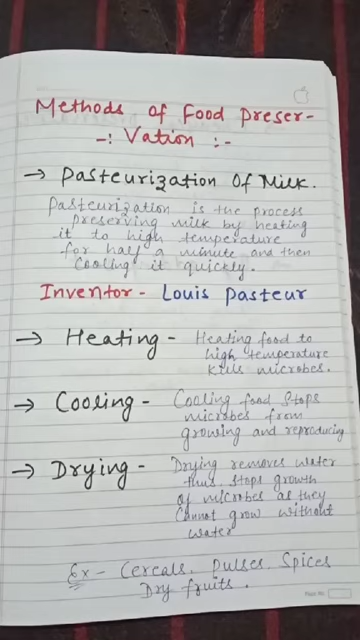 Methods of Food Preser-
-: Vation :-
→ Pasteurization Of Milk.
Pasteurization is the process
preserving milk by heating
it to high temperature
for half a minute and then
Cooling it quickly.
Inventor - Louis Pasteur
→ Heating - Heating food to
high temperature
kills microbes.
→ Cooling - Cooling food stops
microbes from
growing and reproducing
→ Drying - Drying removes water
thus stops growth
of microbes as they
Cannot grow without
water
Ex - Cereals, Pulses, Spices
Dry fruits.